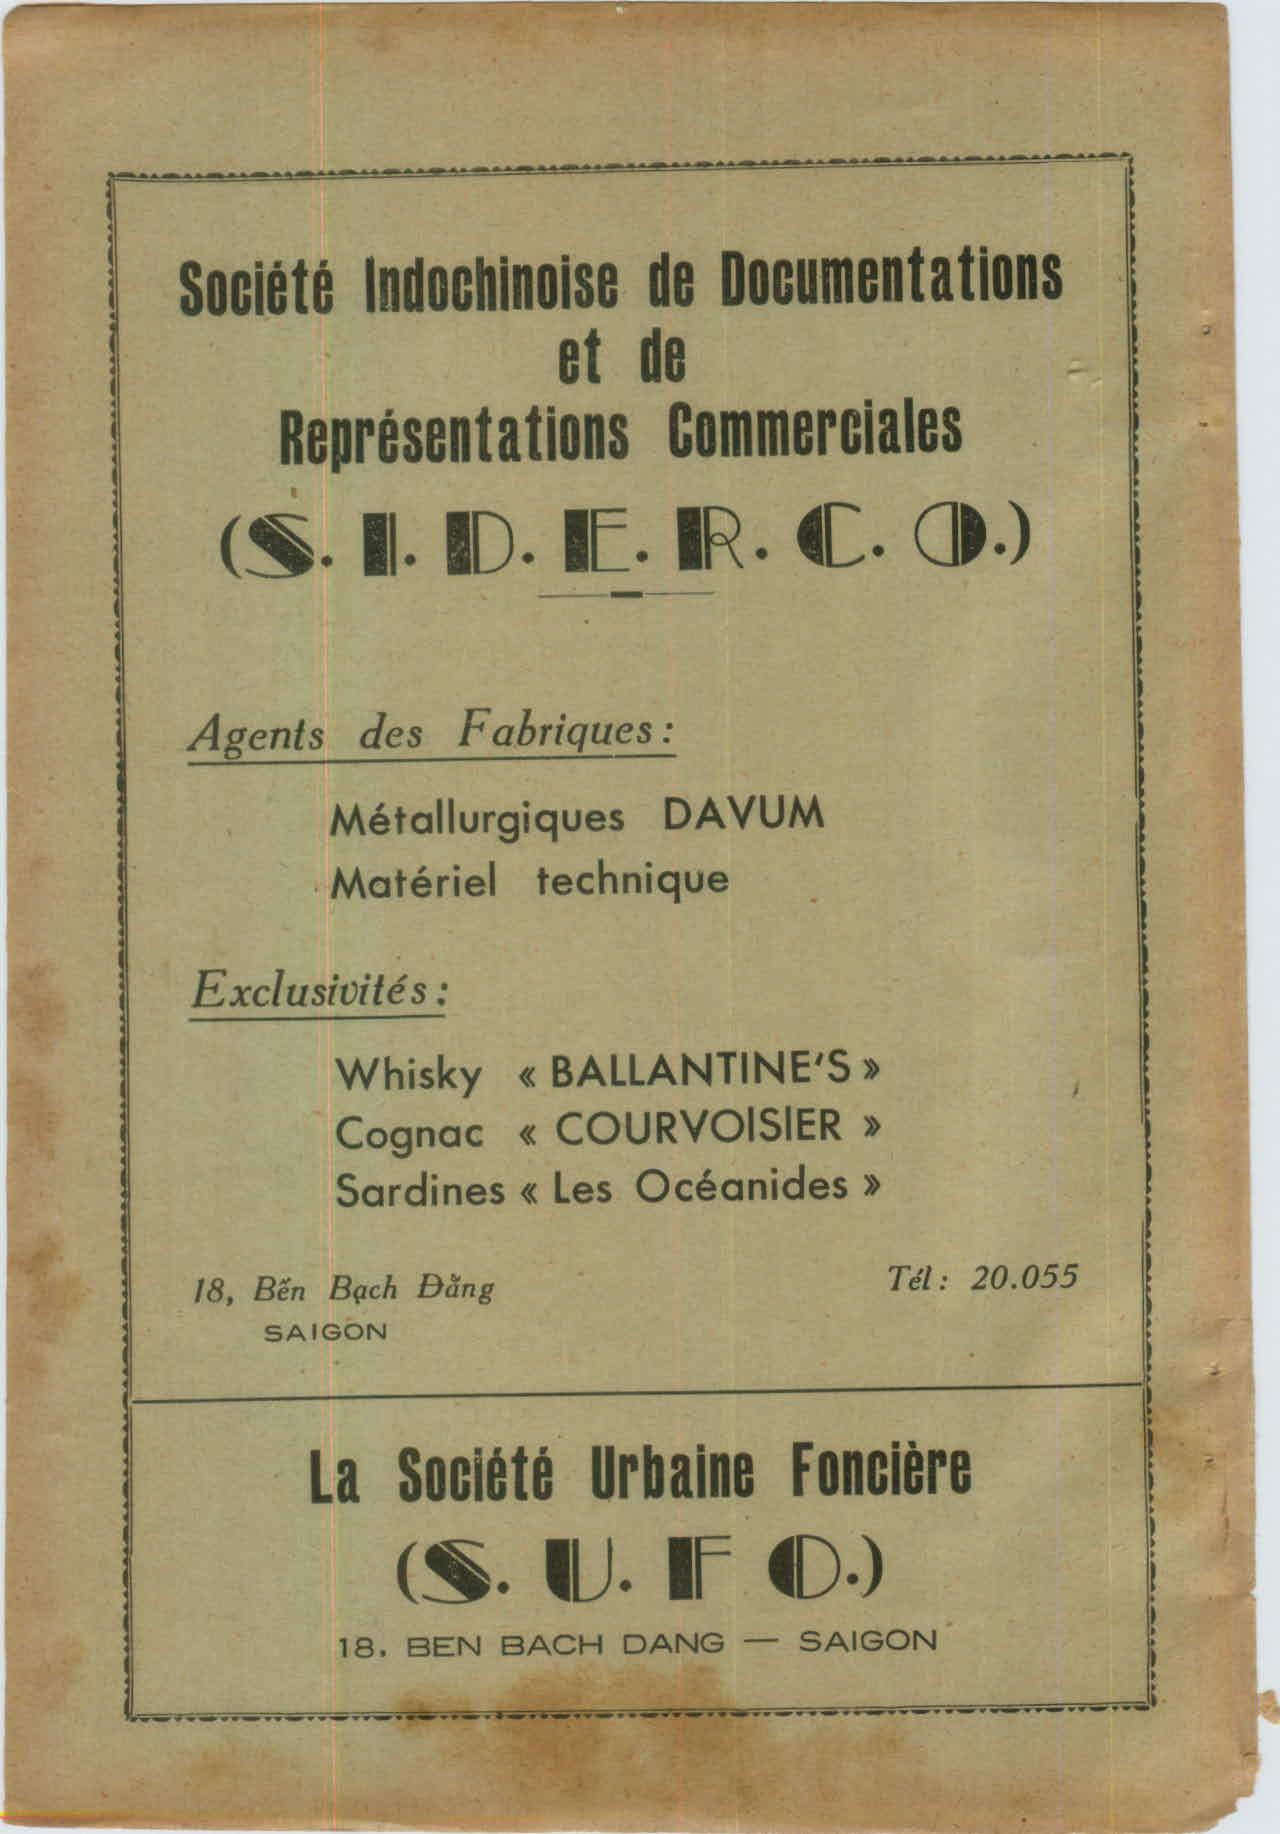 Société Indochinoise de Documentations
et de
Représentations Commerciales
(S. I. D. E. R. C. O.)
Agents des Fabriques :
Métallurgiques DAVUM
Matériel technique
Exclusivités :
Whisky « BALLANTINE'S »
Cognac « COURVOISIER »
Sardines « Les Océanides »
18, Bến Bạch Đằng
Tél : 20.055
SAIGON
La Société Urbaine Foncière
(S. U. F O.)
18. BEN BACH DANG — SAIGON